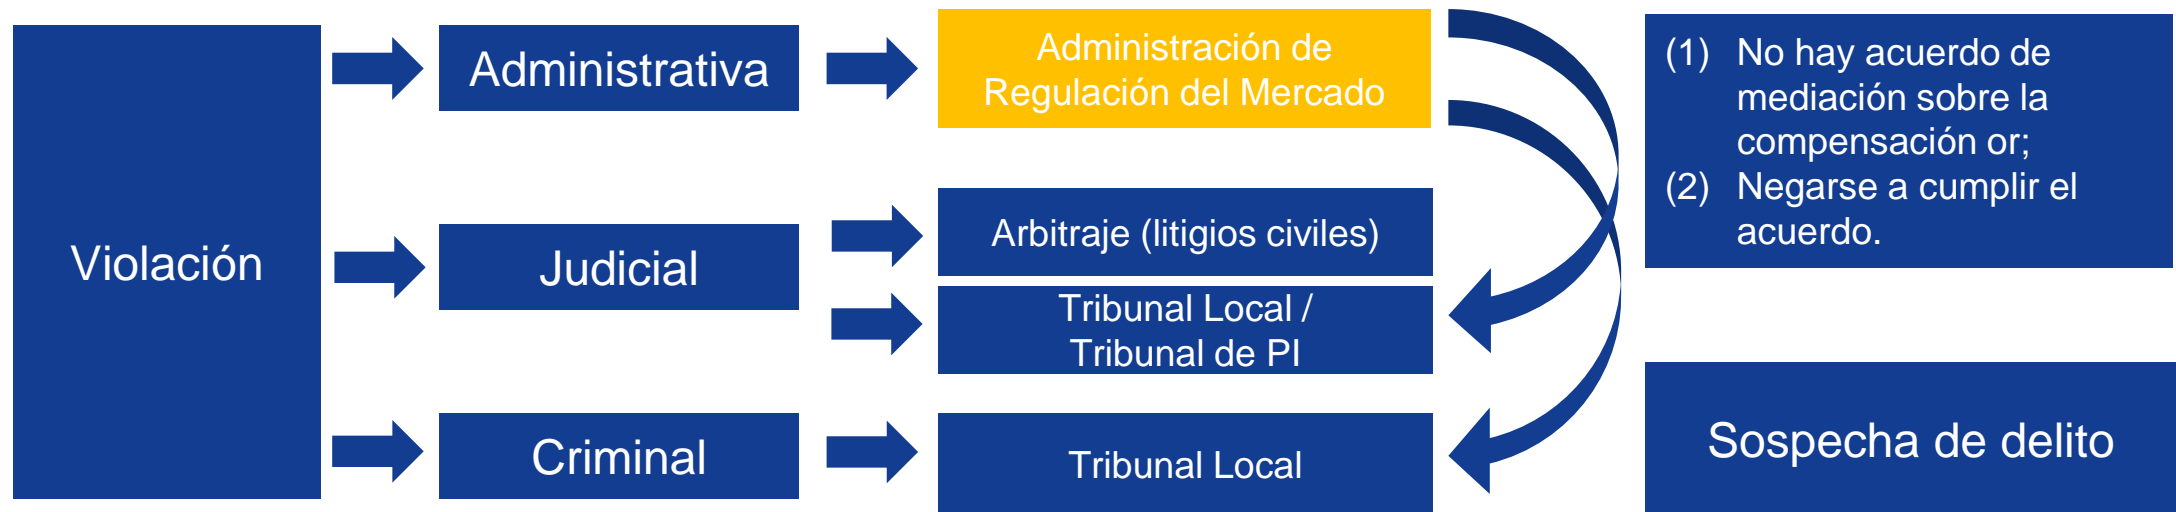 Violación
Administrativa
Administración de
Regulación del Mercado
Judicial
Arbitraje (litigios civiles)
Tribunal Local /
Tribunal de PI
Criminal
Tribunal Local
(1) No hay acuerdo de
mediación sobre la
compensación or;
(2) Negarse a cumplir el
acuerdo.
Sospecha de delito